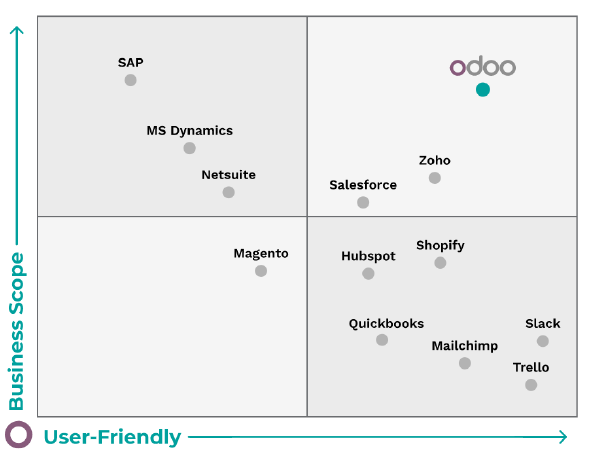 SAP
odoo
MS Dynamics
Zoho
Netsuite
Salesforce
Magento
Hubspot
Shopify
Quickbooks
Slack
Mailchimp
Trello
Business Scope
User-Friendly